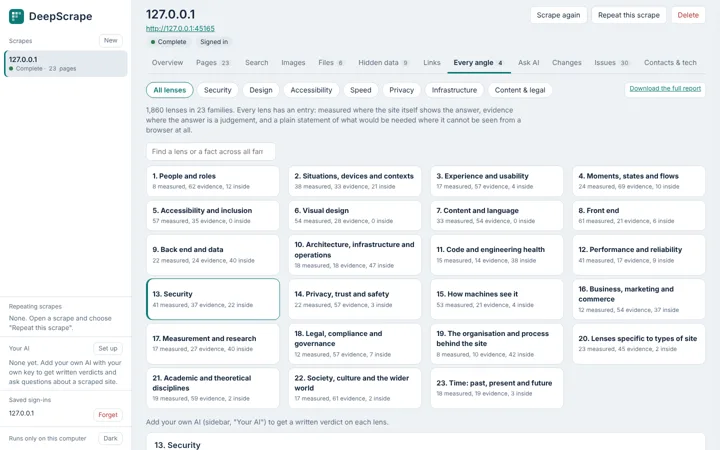 DeepScrape
Scrapes
New
127.0.0.1
Complete · 23 pages
Repeating scrapes
None. Open a scrape and choose
"Repeat this scrape".
Your AI
Set up
None yet. Add your own AI with your
own key to get written verdicts and
ask questions about a scraped site.
Saved sign-ins
127.0.0.1
Forget
Runs only on this computer
Dark
127.0.0.1
http://127.0.0.1:45165
Complete
Signed in
Scrape again
Repeat this scrape
Delete
Overview
Pages 23
Search
Images
Files 6
Hidden data 9
Links
Every angle 4
Ask AI
Changes
Issues 30
Contacts & tech
All lenses
Security
Design
Accessibility
Speed
Privacy
Infrastructure
Content & legal
Download the full report
1,860 lenses in 23 families. Every lens has an entry: measured where the site itself shows the answer, evidence
where the answer is a judgement, and a plain statement of what would be needed where it cannot be seen from a
browser at all.
Find a lens or a fact across all fam
1. People and roles
8 measured, 62 evidence, 12 inside
2. Situations, devices and contexts
38 measured, 33 evidence, 21 inside
3. Experience and usability
17 measured, 57 evidence, 4 inside
4. Moments, states and flows
24 measured, 69 evidence, 10 inside
5. Accessibility and inclusion
57 measured, 35 evidence, 0 inside
6. Visual design
54 measured, 28 evidence, 0 inside
7. Content and language
33 measured, 54 evidence, 0 inside
8. Front end
61 measured, 21 evidence, 6 inside
9. Back end and data
22 measured, 24 evidence, 40 inside
10. Architecture, infrastructure and
operations
18 measured, 18 evidence, 47 inside
11. Code and engineering health
15 measured, 14 evidence, 38 inside
12. Performance and reliability
41 measured, 17 evidence, 9 inside
13. Security
41 measured, 37 evidence, 22 inside
14. Privacy, trust and safety
22 measured, 57 evidence, 3 inside
15. How machines see it
53 measured, 21 evidence, 4 inside
16. Business, marketing and
commerce
12 measured, 54 evidence, 37 inside
17. Measurement and research
17 measured, 27 evidence, 40 inside
18. Legal, compliance and
governance
12 measured, 57 evidence, 7 inside
19. The organisation and process
behind the site
8 measured, 10 evidence, 42 inside
20. Lenses specific to types of site
23 measured, 45 evidence, 2 inside
21. Academic and theoretical
disciplines
19 measured, 59 evidence, 2 inside
22. Society, culture and the wider
world
17 measured, 61 evidence, 2 inside
23. Time: past, present and future
18 measured, 19 evidence, 3 inside
Add your own AI (sidebar, "Your AI") to get a written verdict on each lens.
13. Security